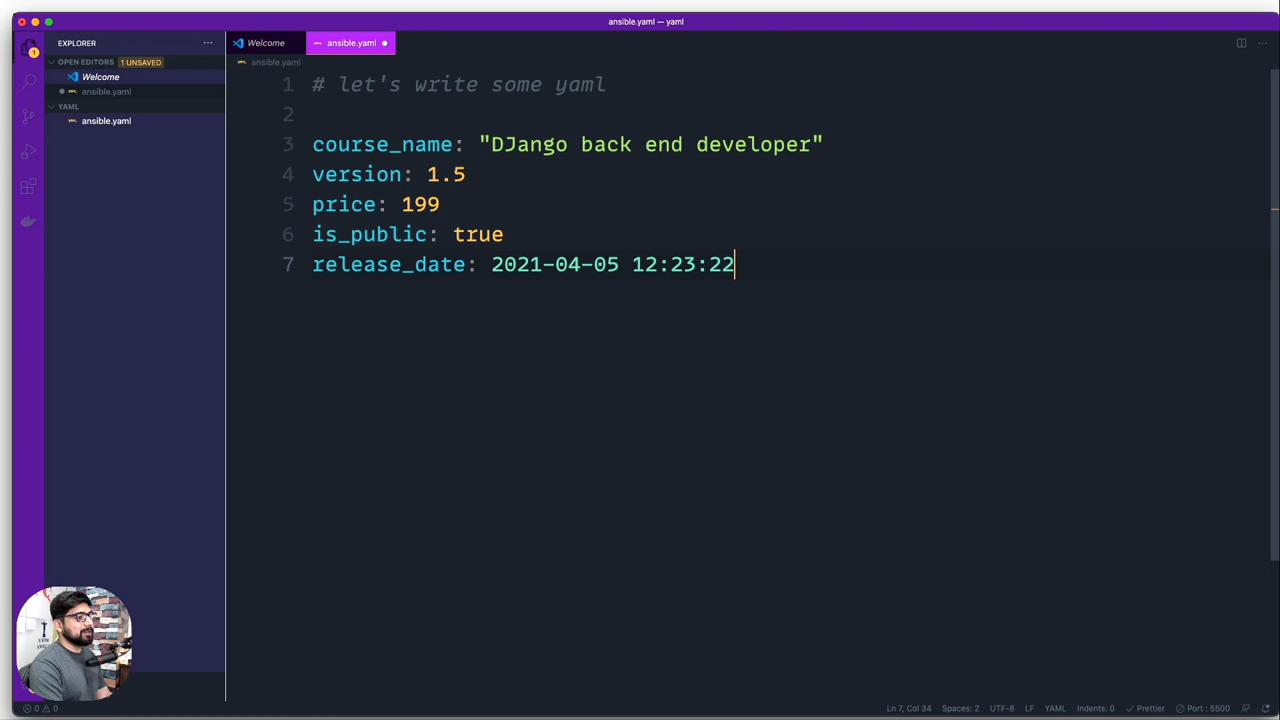 ansible.yaml — yaml
EXPLORER
Welcome
ansible.yaml
OPEN EDITORS 1 UNSAVED
Welcome
ansible.yaml
YAML
ansible.yaml
1
ansible.yaml
1 # let's write some yaml
2
3 course_name: "DJango back end developer"
4 version: 1.5
5 price: 199
6 is_public: true
7 release_date: 2021-04-05 12:23:22
0 0
Ln 7, Col 34
Spaces: 2
UTF-8
LF
YAML
Indents: 0
Prettier
Port : 5500